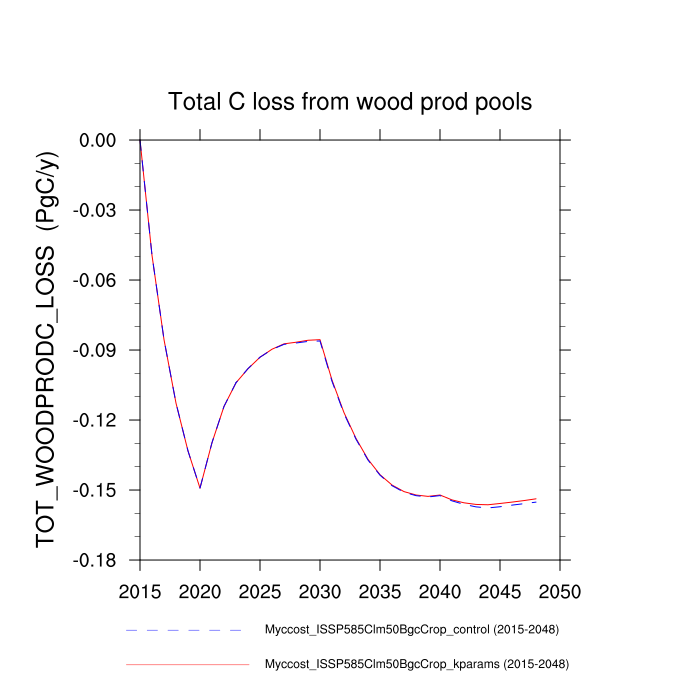 Total C loss from wood prod pools
TOT_WOODPRODC_LOSS (PgC/y)
0.00
-0.03
-0.06
-0.09
-0.12
-0.15
-0.18
2015 2020 2025 2030 2035 2040 2045 2050
Myccost_ISSP585Clm50BgcCrop_control (2015-2048)
Myccost_ISSP585Clm50BgcCrop_kparams (2015-2048)